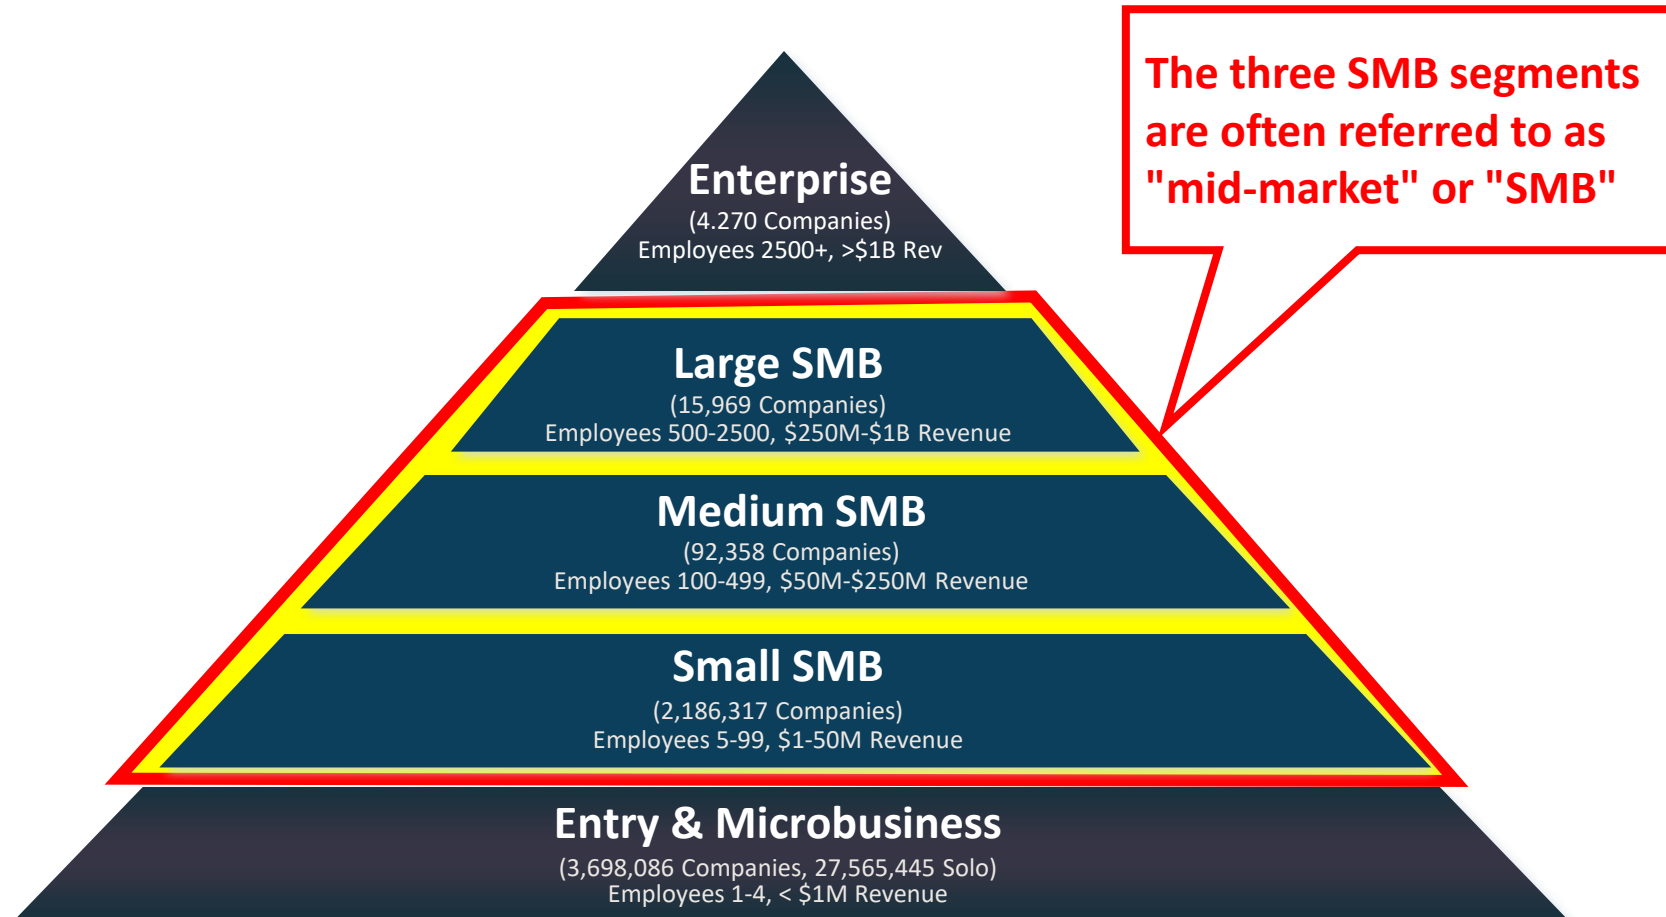 The three SMB segments
are often referred to as
"mid-market" or "SMB"
Enterprise
(4.270 Companies)
Employees 2500+, >$1B Rev
Large SMB
(15,969 Companies)
Employees 500-2500, $250M-$1B Revenue
Medium SMB
(92,358 Companies)
Employees 100-499, $50M-$250M Revenue
Small SMB
(2,186,317 Companies)
Employees 5-99, $1-50M Revenue
Entry & Microbusiness
(3,698,086 Companies, 27,565,445 Solo)
Employees 1-4, < $1M Revenue